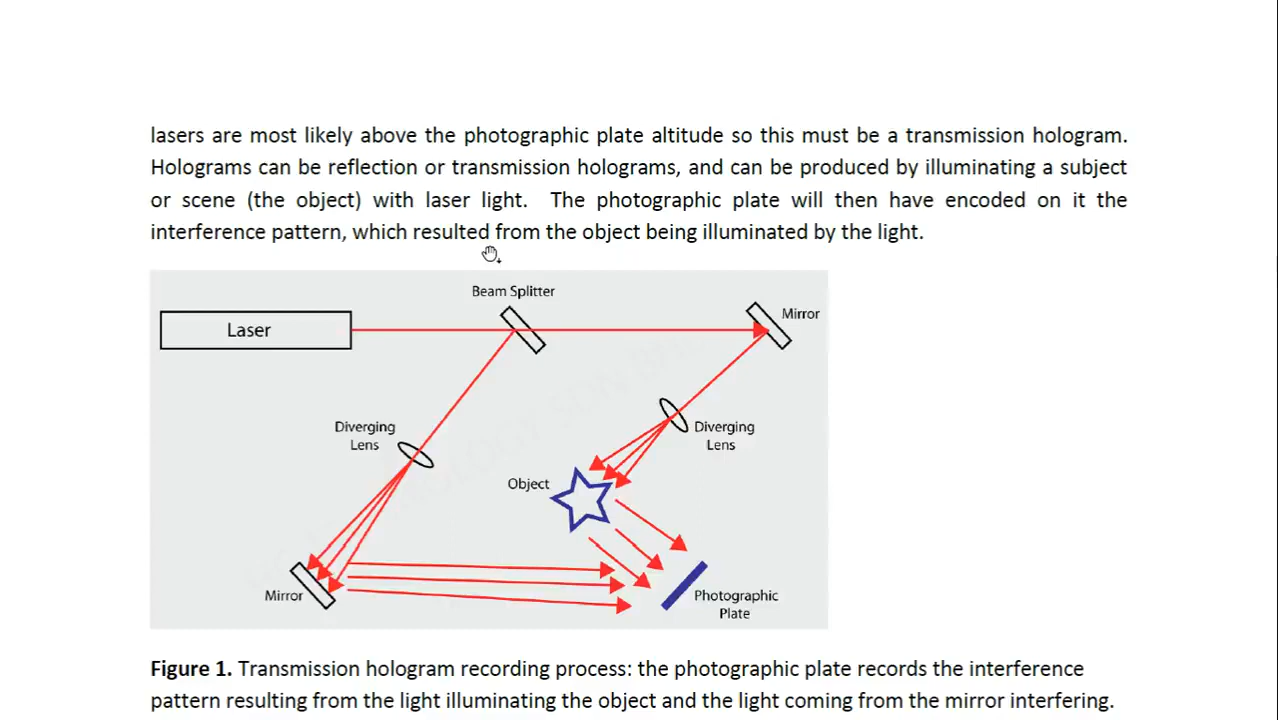 lasers are most likely above the photographic plate altitude so this must be a transmission hologram.
Holograms can be reflection or transmission holograms, and can be produced by illuminating a subject
or scene (the object) with laser light. The photographic plate will then have encoded on it the
interference pattern, which resulted from the object being illuminated by the light.
Beam Splitter
Laser
Mirror
Diverging
Lens
Diverging
Lens
Object
Mirror
Photographic
Plate
Figure 1. Transmission hologram recording process: the photographic plate records the interference
pattern resulting from the light illuminating the object and the light coming from the mirror interfering.